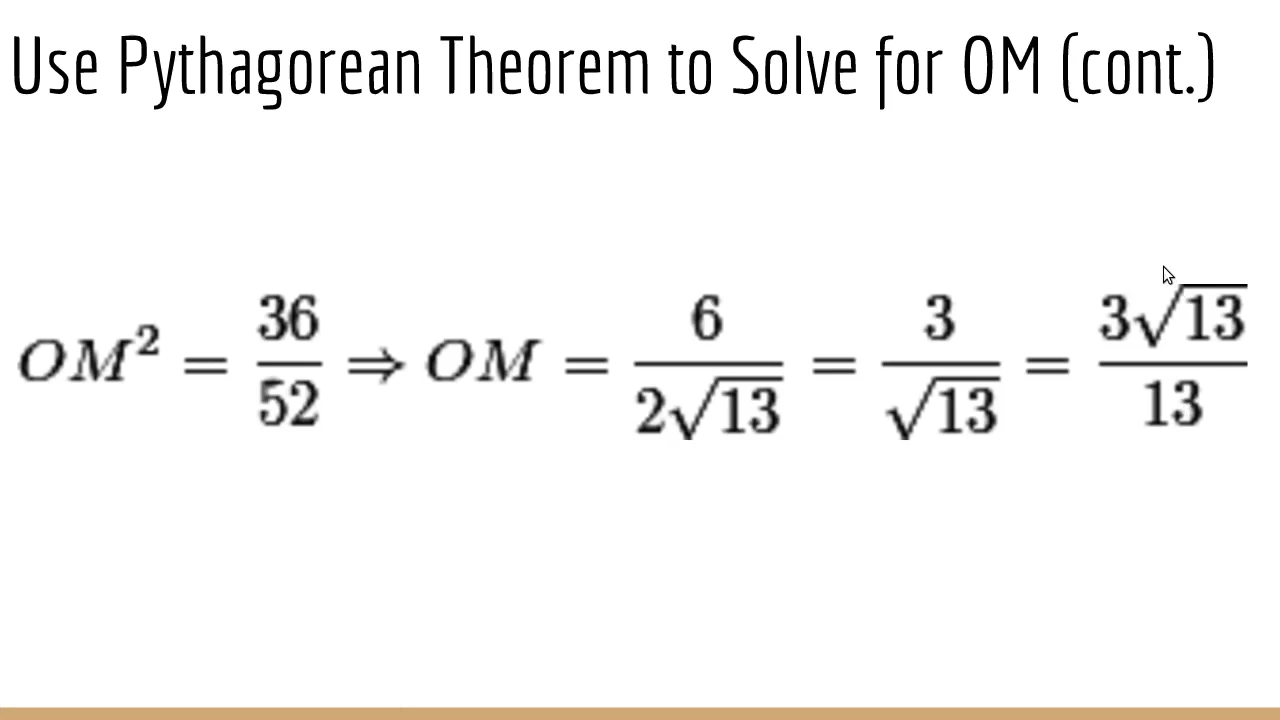 Use Pythagorean Theorem to Solve for OM (cont.)
OM² = 36/52 ⇒ OM = 6/(2√13) = 3/√13 = 3√13/13